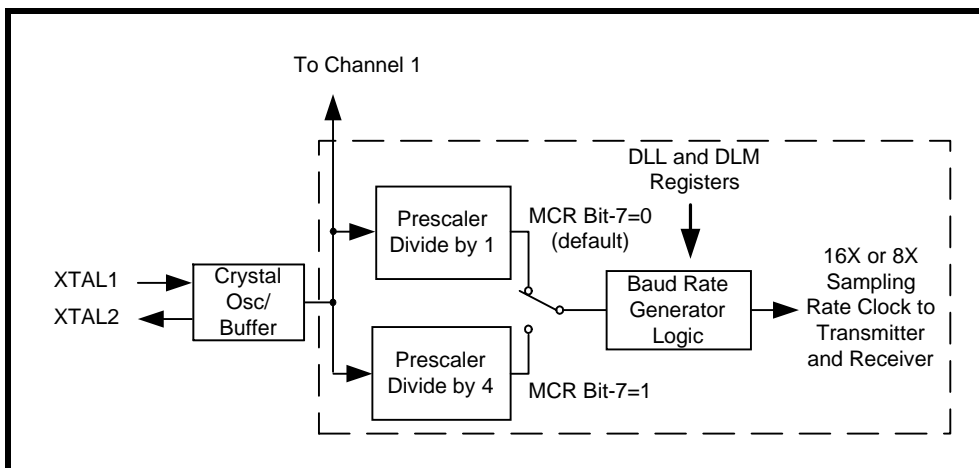 To Channel 1
DLL and DLM
Registers
Prescaler
Divide by 1
MCR Bit-7=0
(default)
XTAL1
XTAL2
Crystal
Osc/
Buffer
Baud Rate
Generator
Logic
16X or 8X
Sampling
Rate Clock to
Transmitter
and Receiver
Prescaler
Divide by 4
MCR Bit-7=1